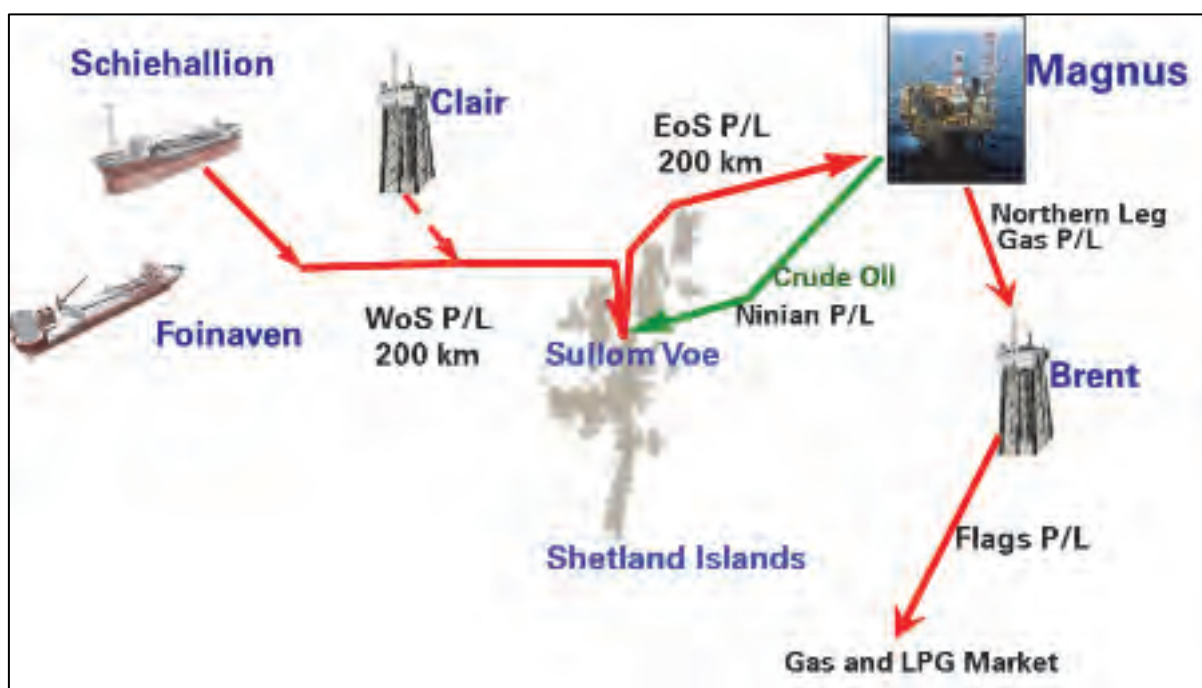 Schiehallion
Clair
Magnus
EoS P/L
200 km
Northern Leg
Gas P/L
Crude Oil
Ninian P/L
Foinaven
WoS P/L
200 km
Sullom Voe
Brent
Flags P/L
Shetland Islands
Gas and LPG Market